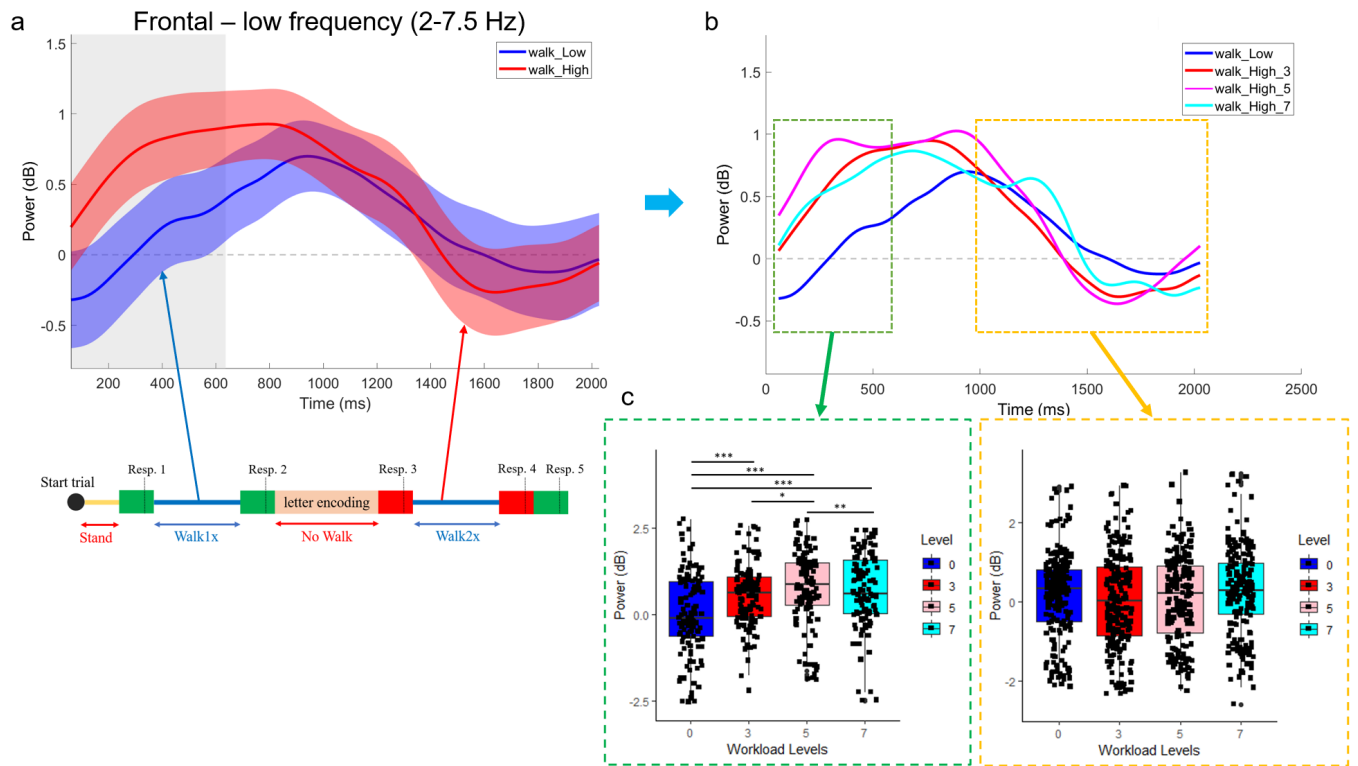 a
Frontal – low frequency (2-7.5 Hz)
walk_Low
walk_High
1.5
1
0.5
0
-0.5
Power (dB)
200 400 600 800 1000 1200 1400 1600 1800 2000
Time (ms)
b
walk_Low
walk_High_3
walk_High_5
walk_High_7
1.5
1
0.5
0
-0.5
Power (dB)
0 500 1000 1500 2000 2500
Time (ms)
Start trial
Resp. 1
Resp. 2
Resp. 3
Resp. 4
Resp. 5
letter encoding
Stand
Walk1x
No Walk
Walk2x
c
***
***
***
*
**
2.5
0.0
-2.5
Power (dB)
0 3 5 7
Workload Levels
Level
0
3
5
7
2
0
-2
Power (dB)
0 3 5 7
Workload Levels
Level
0
3
5
7